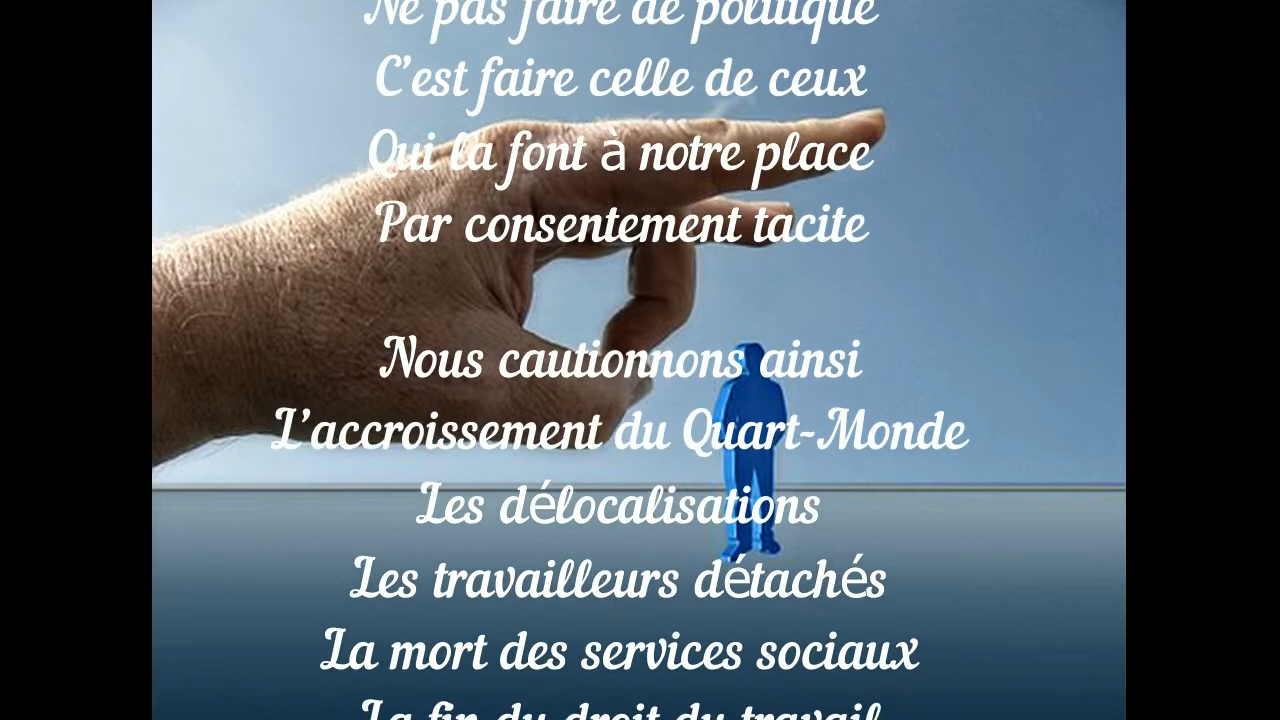 Ne pas faire de politique
C'est faire celle de ceux
Qui la font à notre place
Par consentement tacite
Nous cautionnons ainsi
L'accroissement du Quart-Monde
Les délocalisations
Les travailleurs détachés
La mort des services sociaux
La fin du droit du travail